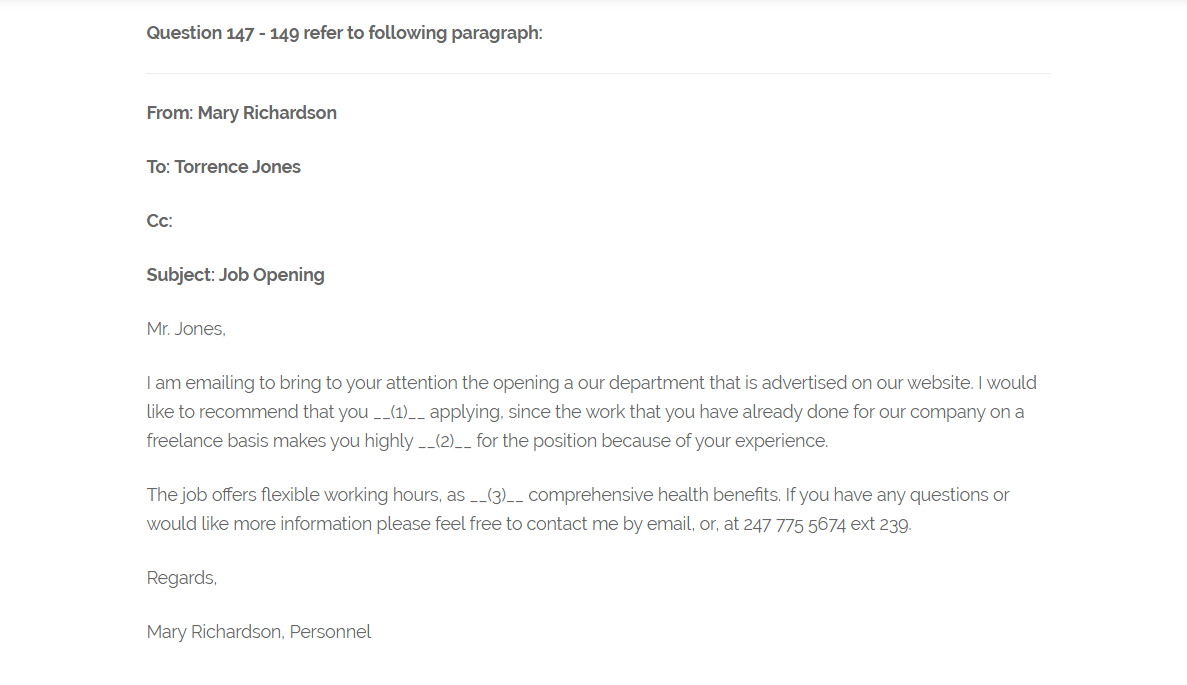 Question 147 - 149 refer to following paragraph:
From: Mary Richardson
To: Torrence Jones
Cc:
Subject: Job Opening
Mr. Jones,
I am emailing to bring to your attention the opening a our department that is advertised on our website. I would
like to recommend that you __(1)__ applying, since the work that you have already done for our company on a
freelance basis makes you highly __(2)__ for the position because of your experience.
The job offers flexible working hours, as __(3)__ comprehensive health benefits. If you have any questions or
would like more information please feel free to contact me by email, or, at 247 775 5674 ext 239.
Regards,
Mary Richardson, Personnel